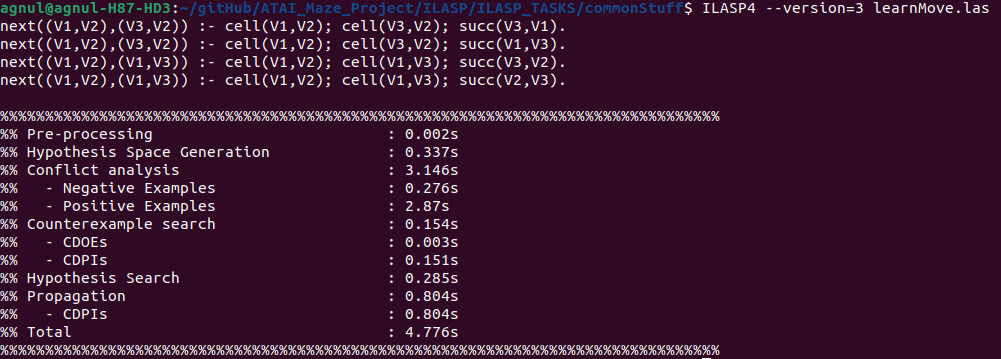 agnul@agnul-H87-HD3:~/gitHub/ATAI_Maze_Project/ILASP/ILASP_TASKS/commonStuff$ ILASP4 --version=3 learnMove.las
next((V1,V2),(V3,V2)) :- cell(V1,V2); cell(V3,V2); succ(V3,V1).
next((V1,V2),(V3,V2)) :- cell(V1,V2); cell(V3,V2); succ(V1,V3).
next((V1,V2),(V1,V3)) :- cell(V1,V2); cell(V1,V3); succ(V3,V2).
next((V1,V2),(V1,V3)) :- cell(V1,V2); cell(V1,V3); succ(V2,V3).
%%%%%%%%%%%%%%%%%%%%%%%%%%%%%%%%%%%%%%%%%%%%%%%%%%%%%%%%%%%%%%%%%%%%%%%%%%%%%%%%%%
%% Pre-processing                          : 0.002s
%% Hypothesis Space Generation             : 0.337s
%% Conflict analysis                       : 3.146s
%%   - Negative Examples                   : 0.276s
%%   - Positive Examples                   : 2.87s
%% Counterexample search                   : 0.154s
%%   - CDOEs                               : 0.003s
%%   - CDPIs                               : 0.151s
%% Hypothesis Search                       : 0.285s
%% Propagation                             : 0.804s
%%   - CDPIs                               : 0.804s
%% Total                                   : 4.776s
%%%%%%%%%%%%%%%%%%%%%%%%%%%%%%%%%%%%%%%%%%%%%%%%%%%%%%%%%%%%%%%%%%%%%%%%%%%%%%%%%%